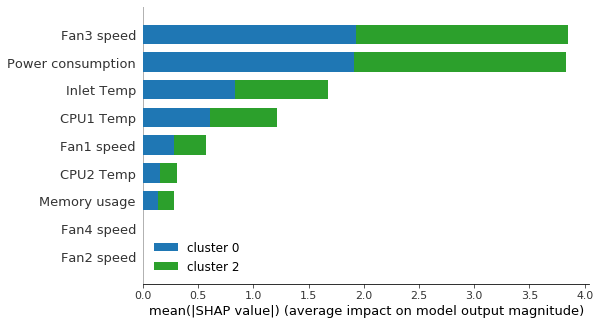 Fan3 speed
Power consumption
Inlet Temp
CPU1 Temp
Fan1 speed
CPU2 Temp
Memory usage
Fan4 speed
Fan2 speed
cluster 0
cluster 2
0.0 0.5 1.0 1.5 2.0 2.5 3.0 3.5 4.0
mean(|SHAP value|) (average impact on model output magnitude)